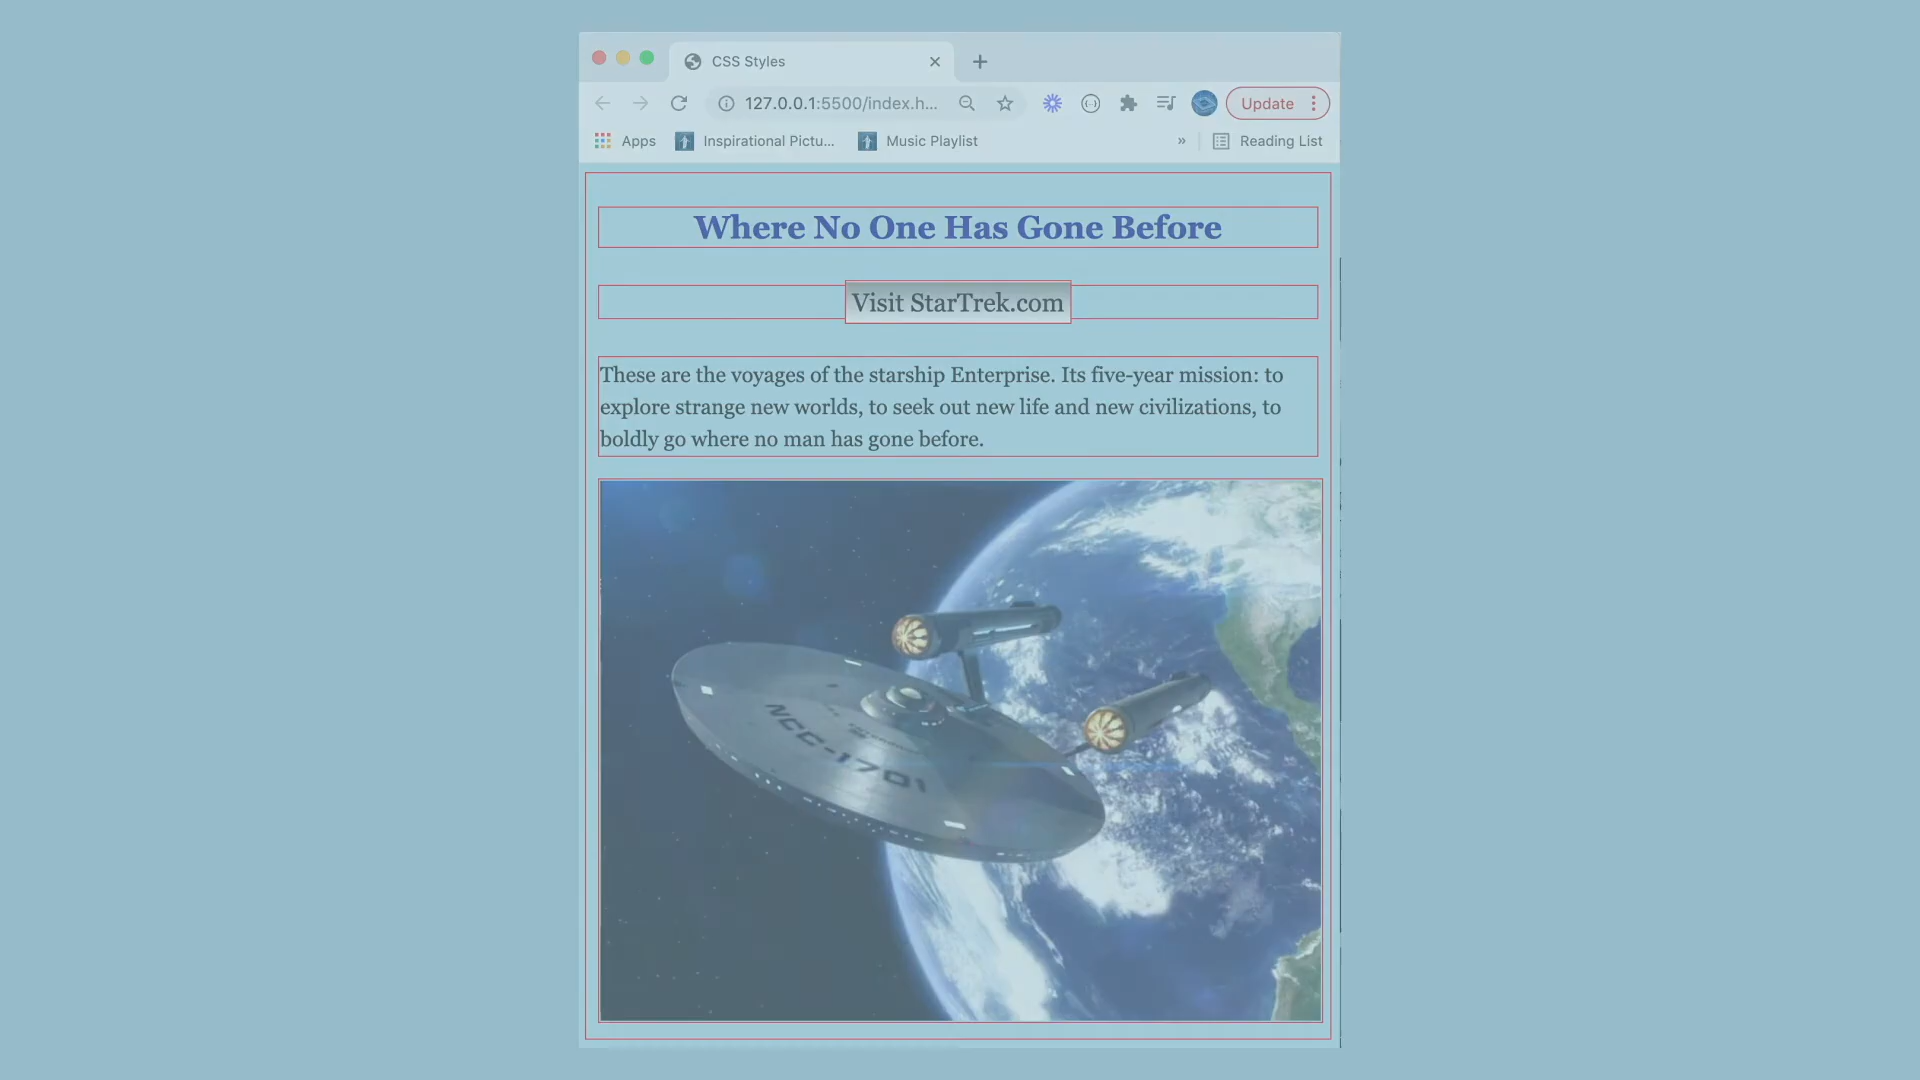 CSS Styles
127.0.0.1:5500/index.h...
Update
Apps
Inspirational Pictu...
Music Playlist
»
Reading List
Where No One Has Gone Before
Visit StarTrek.com
These are the voyages of the starship Enterprise. Its five-year mission: to
explore strange new worlds, to seek out new life and new civilizations, to
boldly go where no man has gone before.
NCC-1701